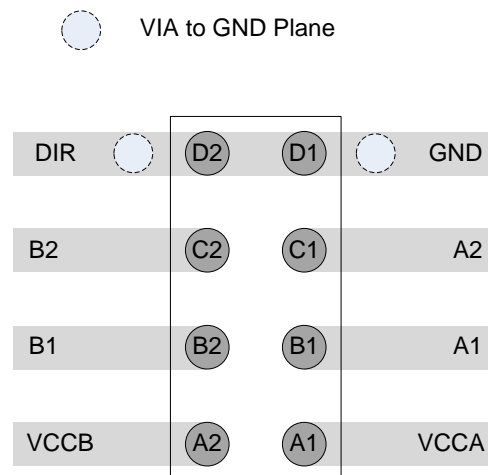 VIA to GND Plane
DIR D2 D1 GND
B2 C2 C1 A2
B1 B2 B1 A1
VCCB A2 A1 VCCA